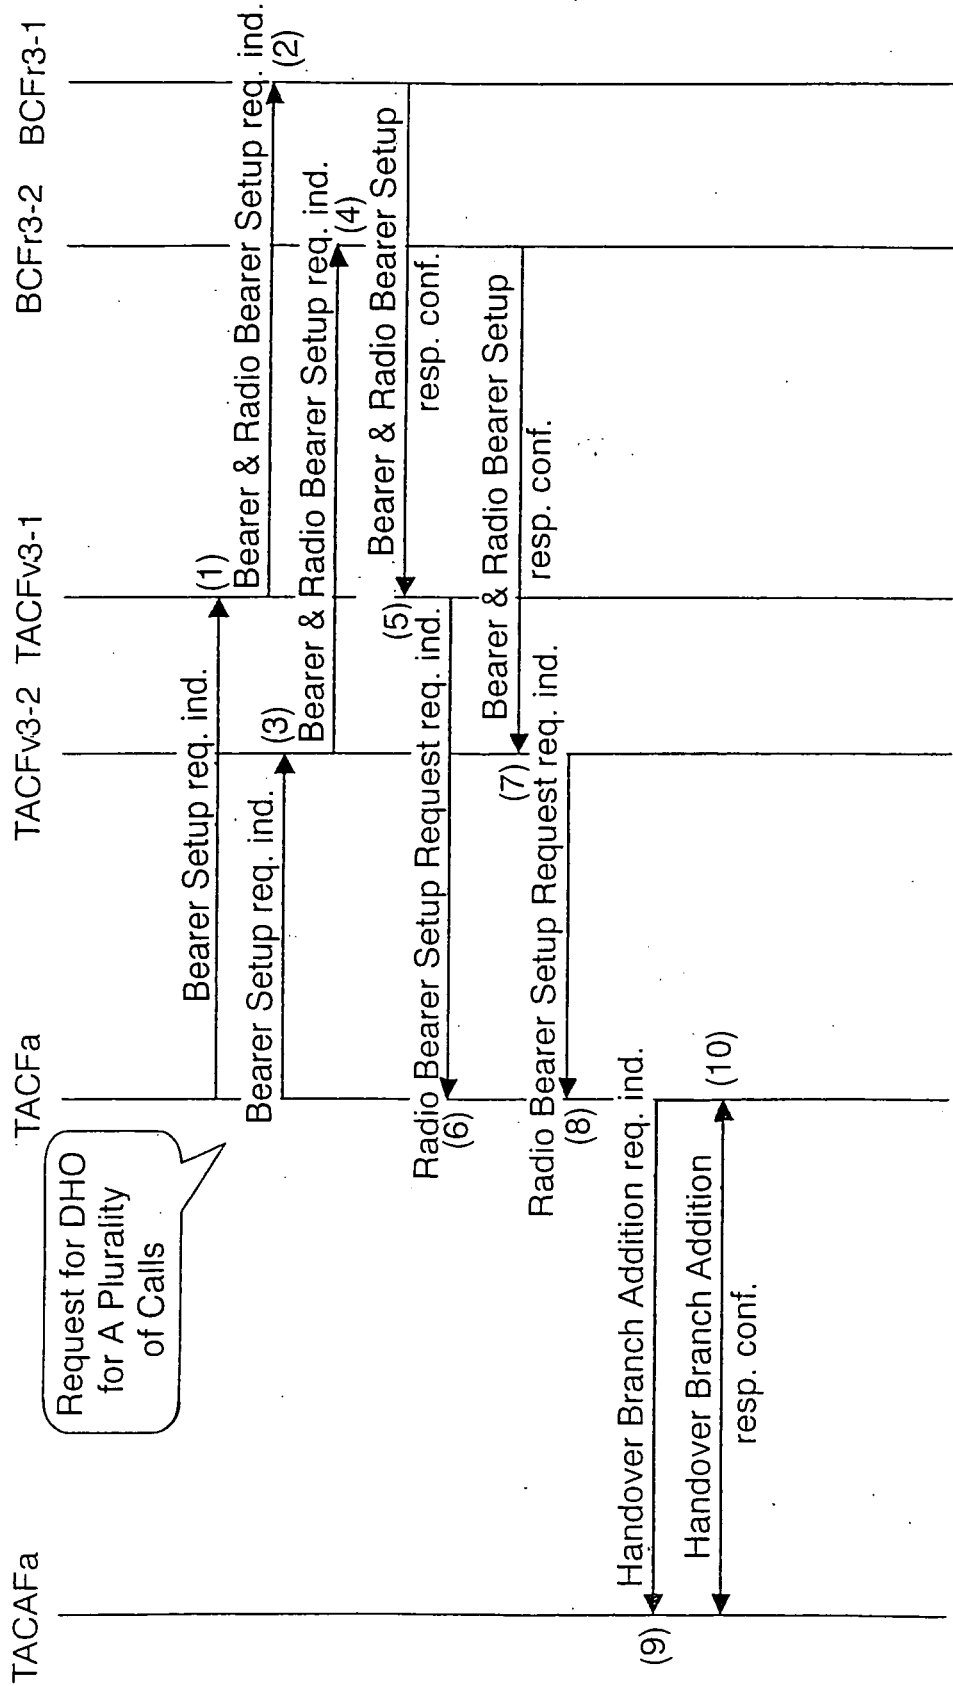 TACAFa
TACFa
TACFv3-2
TACFv3-1
BCFr3-2
BCFr3-1
Request for DHO
for A Plurality
of Calls
Bearer Setup req. ind.
(1)
Bearer & Radio Bearer Setup req. ind.
(2)
Bearer Setup req. ind.
(3)
Bearer & Radio Bearer Setup req. ind.
(4)
Bearer & Radio Bearer Setup
resp. conf.
(5)
Radio Bearer Setup Request req. ind.
(6)
Bearer & Radio Bearer Setup
resp. conf.
(7)
Radio Bearer Setup Request req. ind.
(8)
Handover Branch Addition req. ind.
(9)
Handover Branch Addition
resp. conf.
(10)